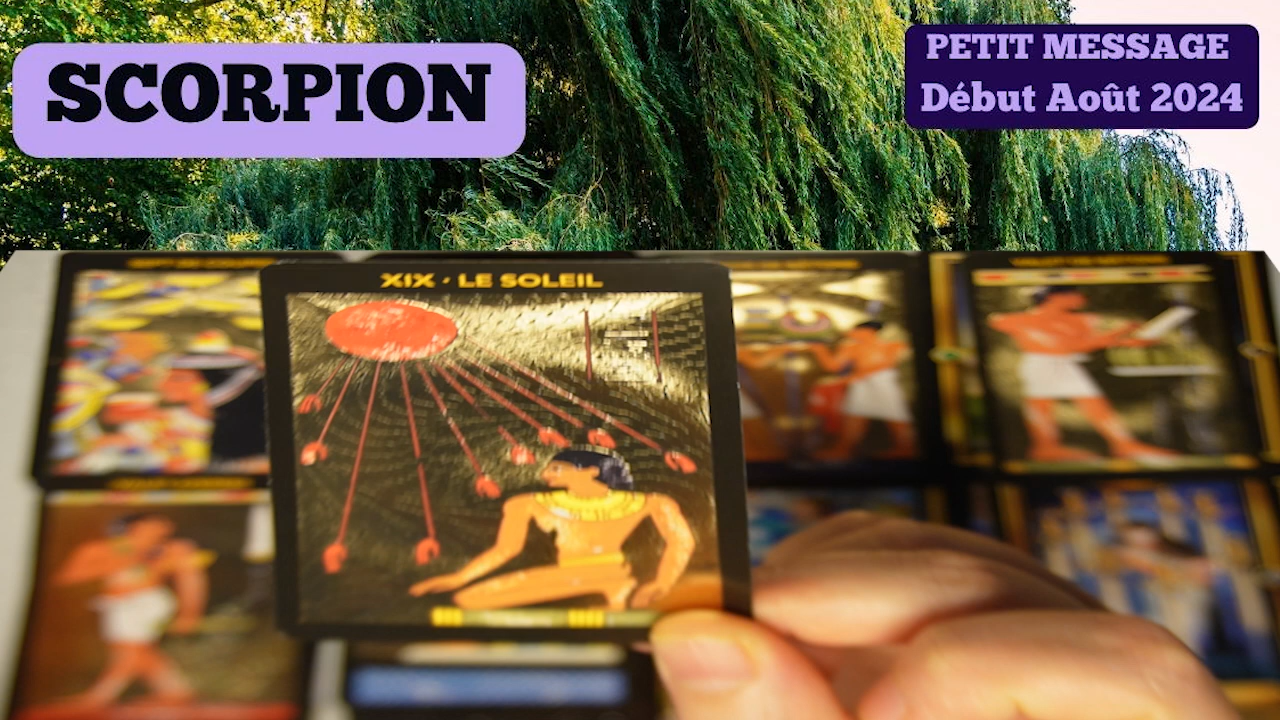 SCORPION
PETIT MESSAGE
Début Août 2024
XIX · LE SOLEIL